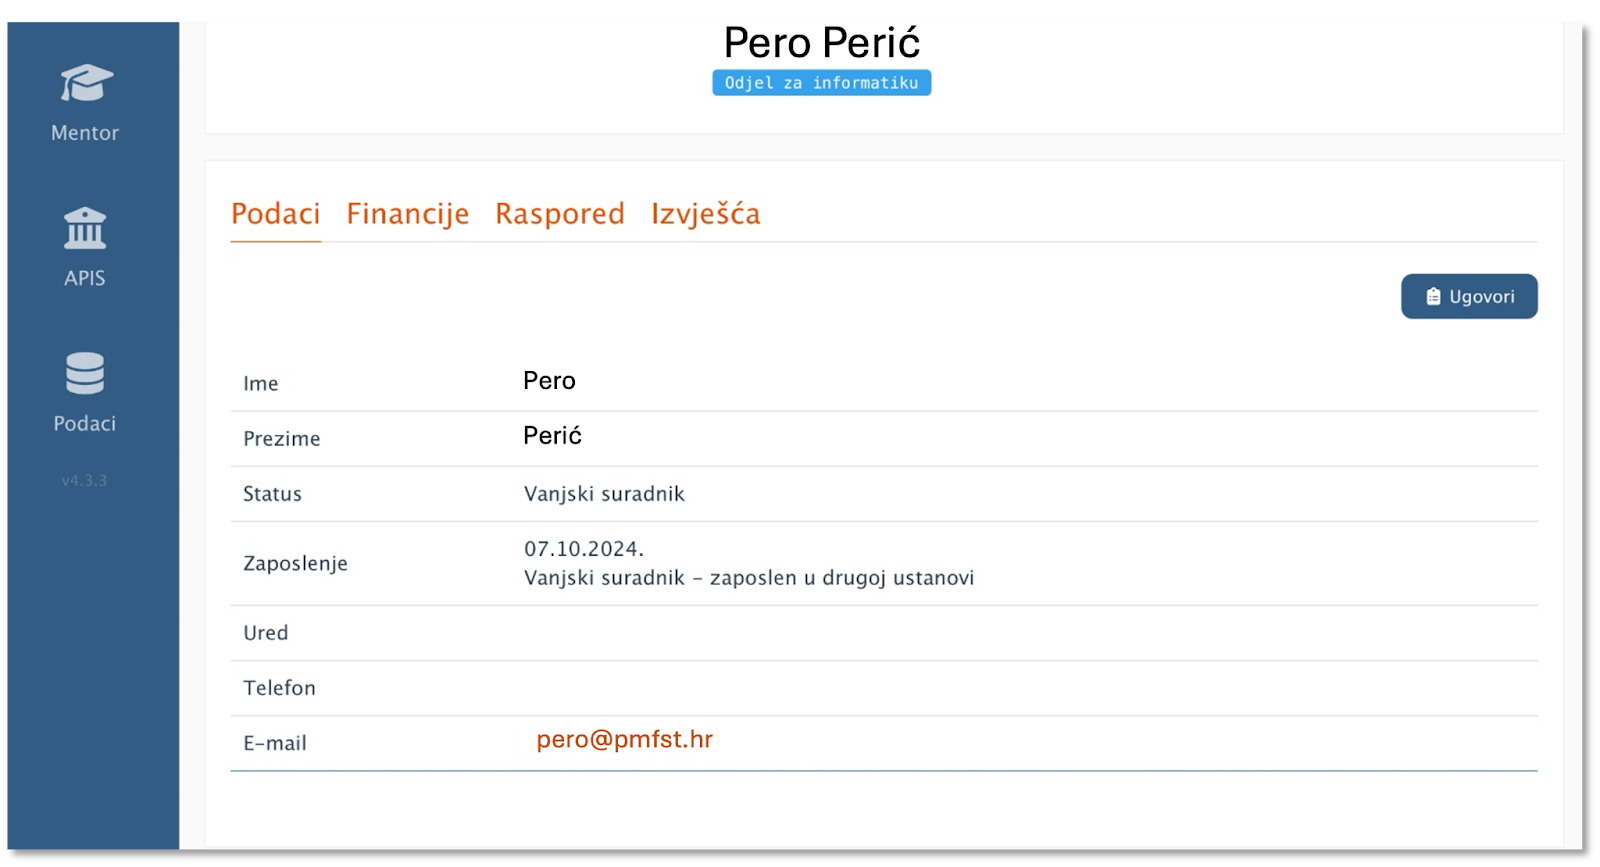 Pero Perić
Odjel za informatiku
Mentor
APIS
Podaci
v4.3.3
Podaci Financije Raspored Izvješća
Ugovori
Ime Pero
Prezime Perić
Status Vanjski suradnik
Zaposlenje 07.10.2024.
Vanjski suradnik – zaposlen u drugoj ustanovi
Ured
Telefon
E-mail pero@pmfst.hr